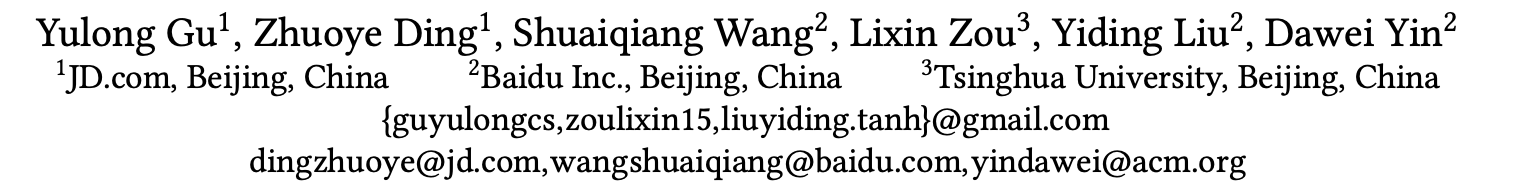 Yulong Gu¹, Zhuoye Ding¹, Shuaiqiang Wang², Lixin Zou³, Yiding Liu², Dawei Yin²
¹JD.com, Beijing, China ²Baidu Inc., Beijing, China ³Tsinghua University, Beijing, China
{guyulongcs,zoulixin15,liuyiding.tanh}@gmail.com
dingzhuoye@jd.com,wangshuaiqiang@baidu.com,yindawei@acm.org